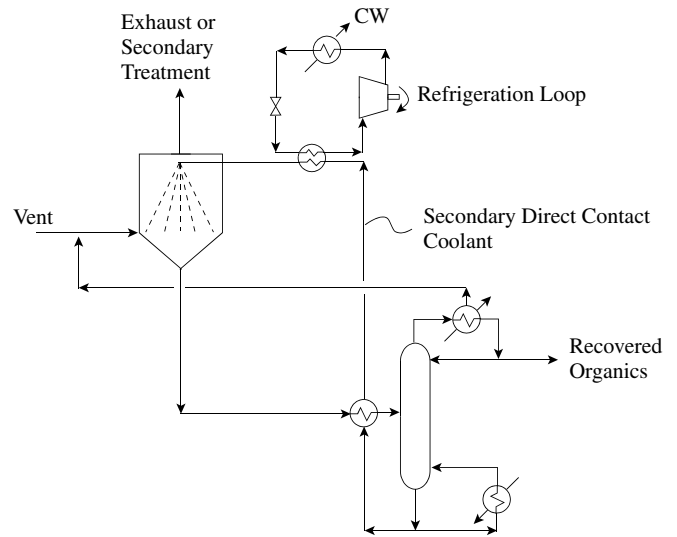 Exhaust or
Secondary
Treatment
CW
Refrigeration Loop
Vent
Secondary Direct Contact
Coolant
Recovered
Organics